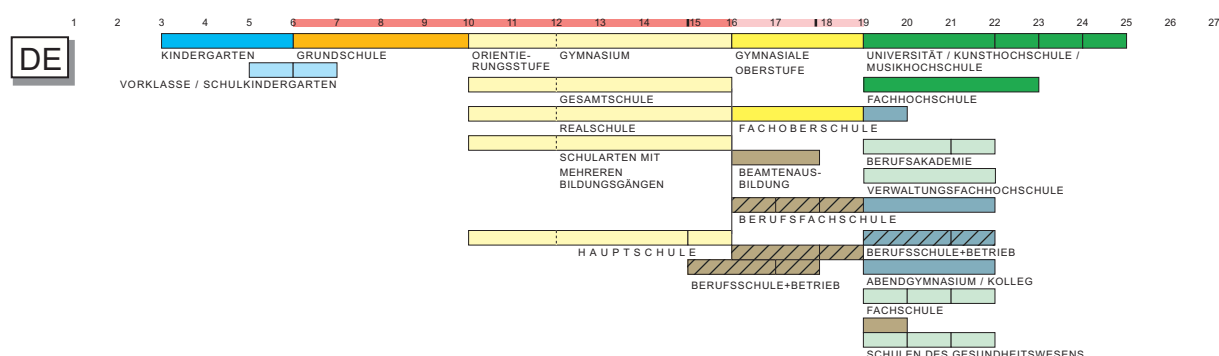 1 2 3 4 5 6 7 8 9 10 11 12 13 14 15 16 17 18 19 20 21 22 23 24 25 26 27
DE
KINDERGARTEN GRUNDSCHULE ORIENTIE- GYMNASIUM GYMNASIALE UNIVERSITÄT / KUNSTHOCHSCHULE /
RUNGSSTUFE OBERSTUFE MUSIKHOCHSCHULE
VORKLASSE / SCHULKINDERGARTEN
GESAMTSCHULE FACHHOCHSCHULE
REALSCHULE FACHOBERSCHULE
SCHULARTEN MIT BERUFSAKADEMIE
MEHREREN BEAMTENAUS-
BILDUNGSGÄNGEN BILDUNG VERWALTUNGSFACHHOCHSCHULE
BERUFSFACHSCHULE
HAUPTSCHULE BERUFSSCHULE+BETRIEB
BERUFSSCHULE+BETRIEB ABENDGYMNASIUM / KOLLEG
FACHSCHULE
SCHULEN DES GESUNDHEITSWESENS